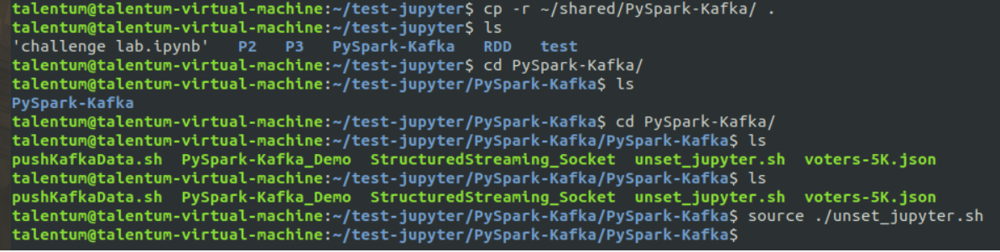 talentum@talentum-virtual-machine:~/test-jupyter$ cp -r ~/shared/PySpark-Kafka/ .
talentum@talentum-virtual-machine:~/test-jupyter$ ls
'challenge lab.ipynb'   P2   P3   PySpark-Kafka   RDD   test
talentum@talentum-virtual-machine:~/test-jupyter$ cd PySpark-Kafka/
talentum@talentum-virtual-machine:~/test-jupyter/PySpark-Kafka$ ls
PySpark-Kafka
talentum@talentum-virtual-machine:~/test-jupyter/PySpark-Kafka$ cd PySpark-Kafka/
talentum@talentum-virtual-machine:~/test-jupyter/PySpark-Kafka/PySpark-Kafka$ ls
pushKafkaData.sh  PySpark-Kafka_Demo  StructuredStreaming_Socket  unset_jupyter.sh  voters-5K.json
talentum@talentum-virtual-machine:~/test-jupyter/PySpark-Kafka/PySpark-Kafka$ ls
pushKafkaData.sh  PySpark-Kafka_Demo  StructuredStreaming_Socket  unset_jupyter.sh  voters-5K.json
talentum@talentum-virtual-machine:~/test-jupyter/PySpark-Kafka/PySpark-Kafka$ source ./unset_jupyter.sh
talentum@talentum-virtual-machine:~/test-jupyter/PySpark-Kafka/PySpark-Kafka$